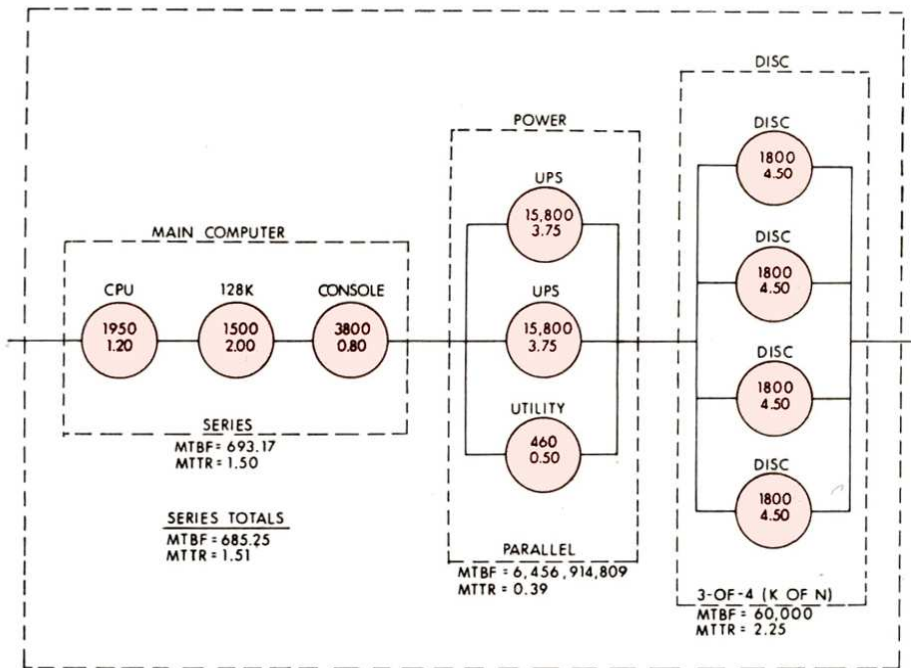 MAIN COMPUTER
CPU
1950
1.20
128K
1500
2.00
CONSOLE
3800
0.80
SERIES
MTBF = 693.17
MTTR = 1.50
SERIES TOTALS
MTBF = 685.25
MTTR = 1.51
POWER
UPS
15,800
3.75
UPS
15,800
3.75
UTILITY
460
0.50
PARALLEL
MTBF = 6,456,914,809
MTTR = 0.39
DISC
DISC
1800
4.50
DISC
1800
4.50
DISC
1800
4.50
DISC
1800
4.50
3-OF-4 (K OF N)
MTBF = 60,000
MTTR = 2.25